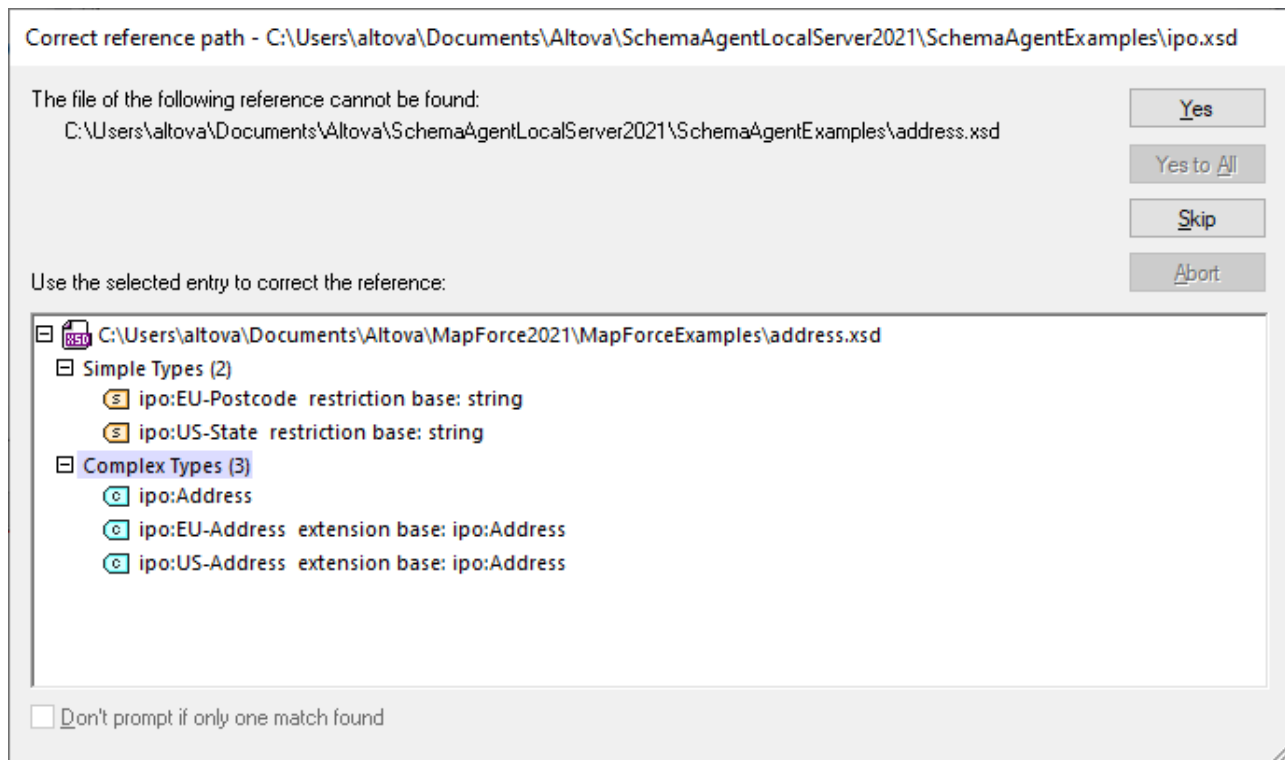 Correct reference path - C:\Users\altova\Documents\Altova\SchemaAgentLocalServer2021\SchemaAgentExamples\ipo.xsd
The file of the following reference cannot be found:
C:\Users\altova\Documents\Altova\SchemaAgentLocalServer2021\SchemaAgentExamples\address.xsd
Yes
Yes to All
Skip
Abort
Use the selected entry to correct the reference:
XSD C:\Users\altova\Documents\Altova\MapForce2021\MapForceExamples\address.xsd
Simple Types (2)
S ipo:EU-Postcode restriction base: string
S ipo:US-State restriction base: string
Complex Types (3)
C ipo:Address
C ipo:EU-Address extension base: ipo:Address
C ipo:US-Address extension base: ipo:Address
Don't prompt if only one match found